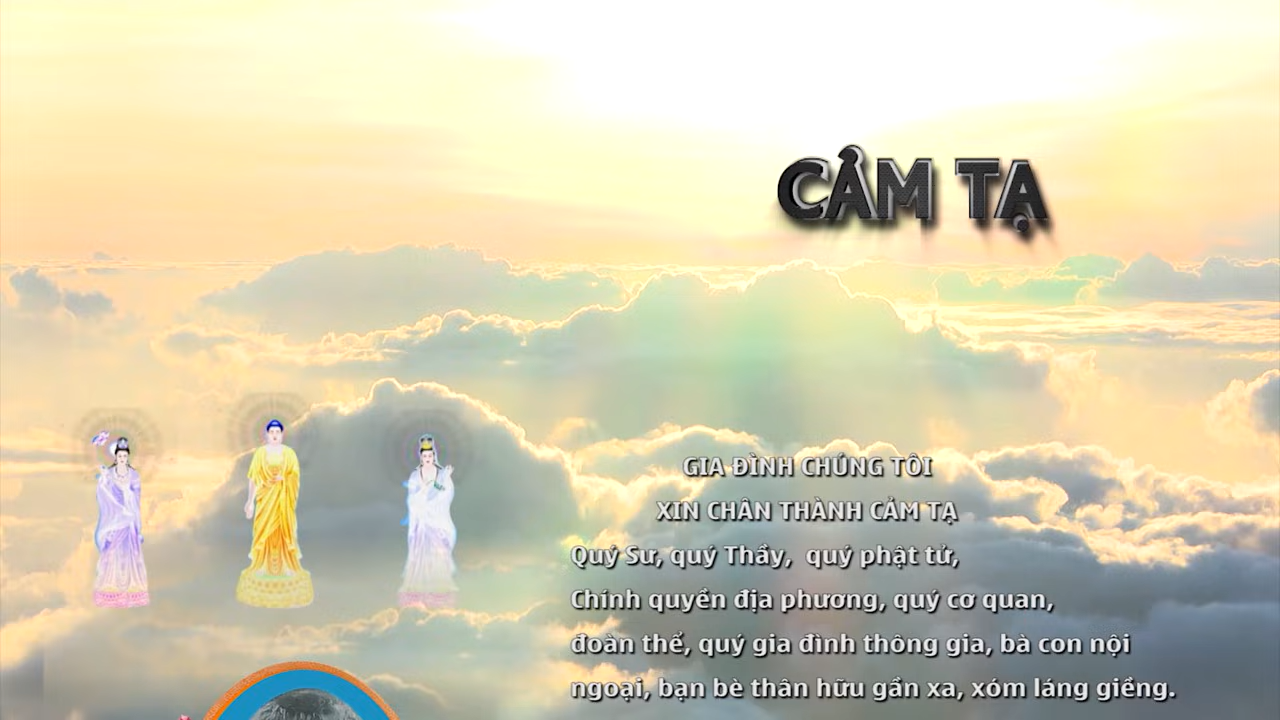 CẢM TẠ
GIA ĐÌNH CHÚNG TÔI
XIN CHÂN THÀNH CẢM TẠ
Quý Sư, quý Thầy, quý phật tử,
Chính quyền địa phương, quý cơ quan,
đoàn thể, quý gia đình thông gia, bà con nội
ngoại, bạn bè thân hữu gần xa, xóm láng giềng.